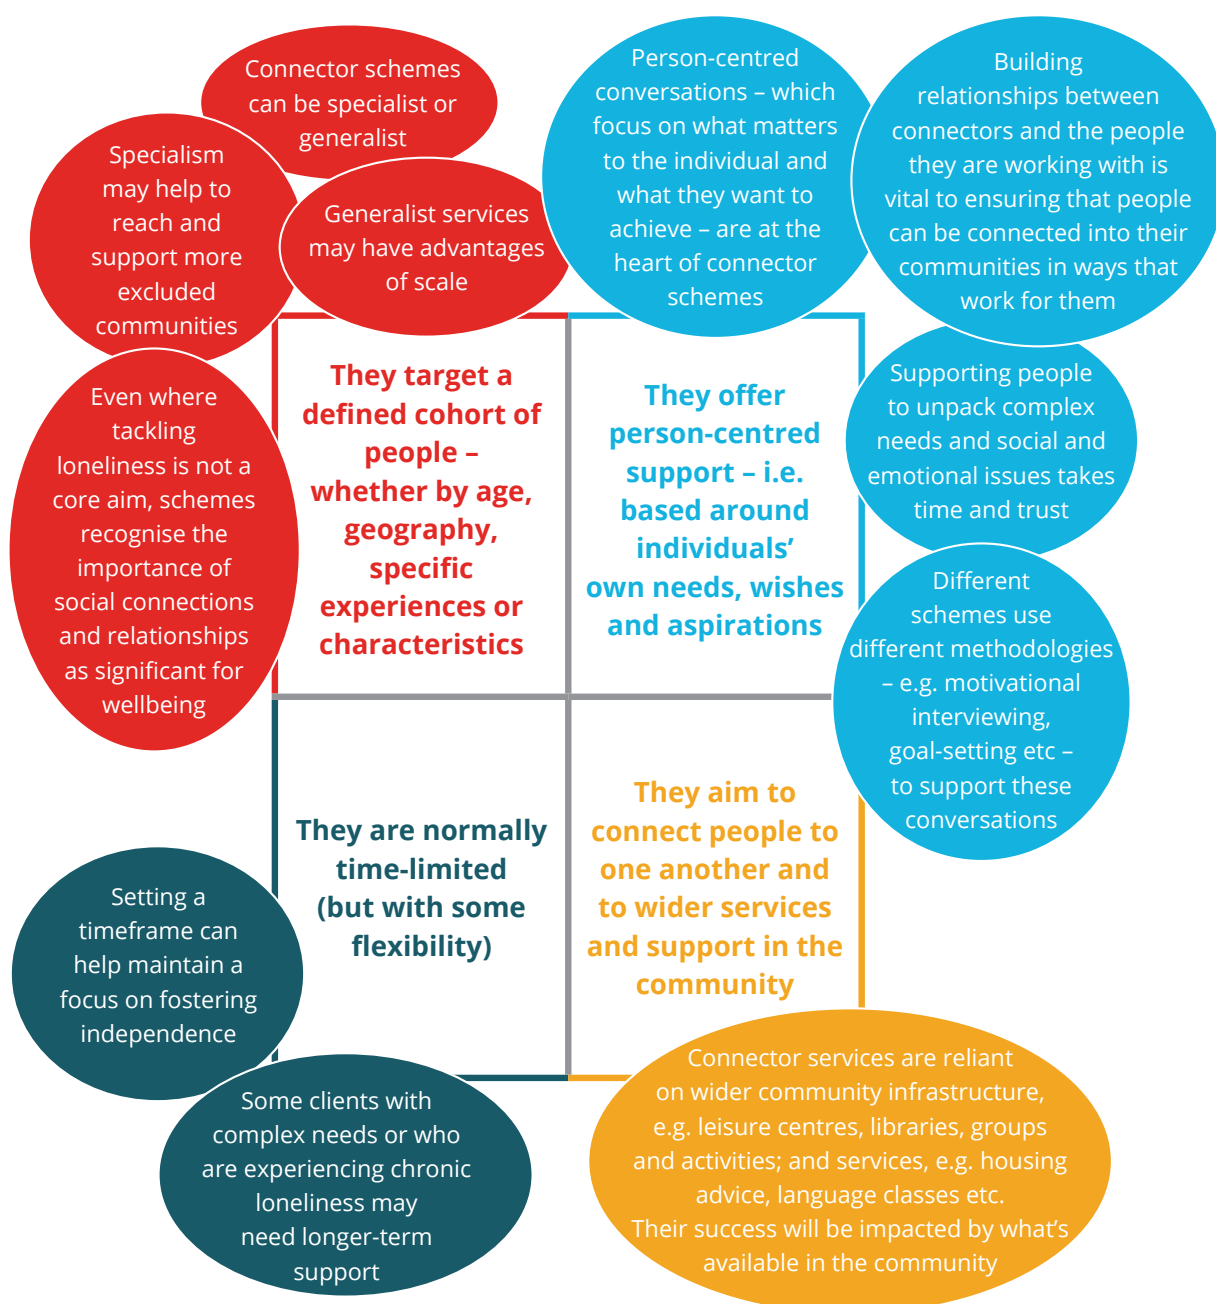 Connector schemes
can be specialist or
generalist
Specialism
may help to
reach and
support more
excluded
communities
Generalist services
may have advantages
of scale
Even where
tackling
loneliness is not a
core aim, schemes
recognise the
importance of
social connections
and relationships
as significant for
wellbeing
They target a
defined cohort of
people –
whether by age,
geography,
specific
experiences or
characteristics
Person-centred
conversations – which
focus on what matters
to the individual and
what they want to
achieve – are at the
heart of connector
schemes
Building
relationships between
connectors and the people
they are working with is
vital to ensuring that people
can be connected into their
communities in ways that
work for them
Supporting people
to unpack complex
needs and social and
emotional issues takes
time and trust
Different
schemes use
different methodologies
– e.g. motivational
interviewing,
goal-setting etc –
to support these
conversations
They offer
person-centred
support – i.e.
based around
individuals’
own needs, wishes
and aspirations
They are normally
time-limited
(but with some
flexibility)
Setting a
timeframe can
help maintain a
focus on fostering
independence
Some clients with
complex needs or who
are experiencing chronic
loneliness may
need longer-term
support
They aim to
connect people to
one another and
to wider services
and support in the
community
Connector services are reliant
on wider community infrastructure,
e.g. leisure centres, libraries, groups
and activities; and services, e.g. housing
advice, language classes etc.
Their success will be impacted by what’s
available in the community